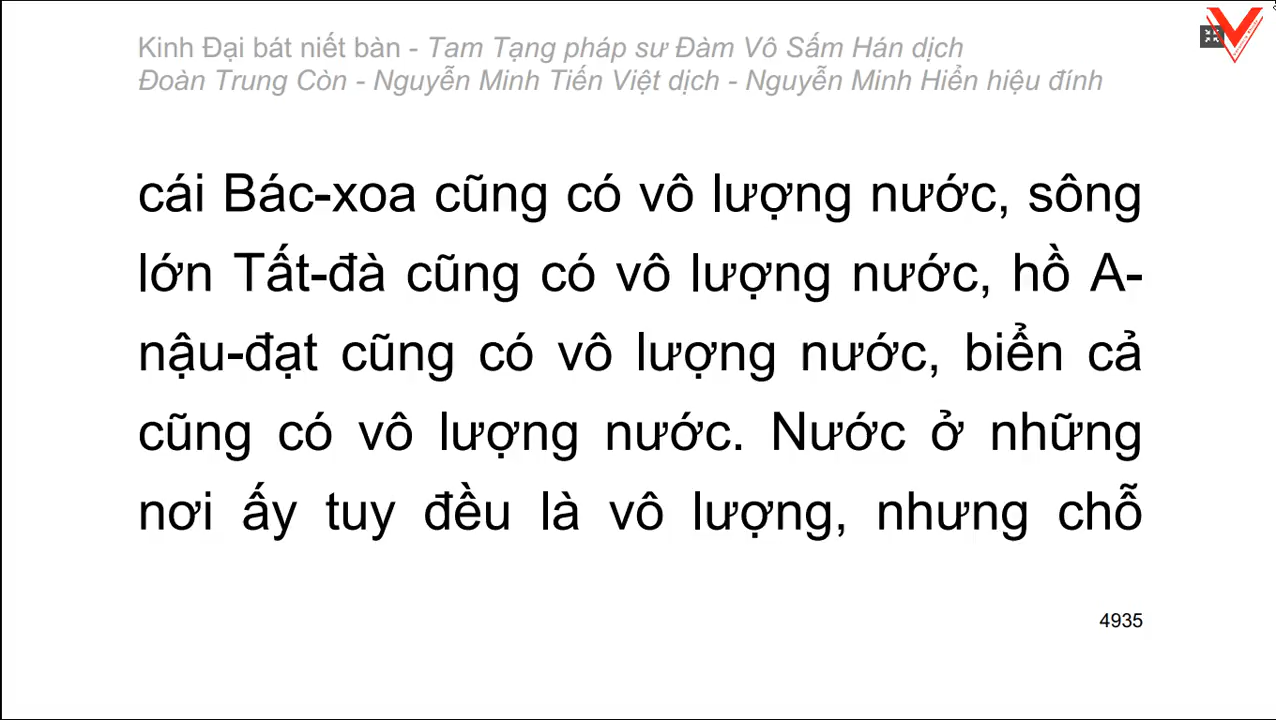 Kinh Đại bát niết bàn - Tam Tạng pháp sư Đàm Vô Sấm Hán dịch
Đoàn Trung Còn - Nguyễn Minh Tiến Việt dịch - Nguyễn Minh Hiển hiệu đính
cái Bác-xoa cũng có vô lượng nước, sông
lớn Tất-đà cũng có vô lượng nước, hồ A-
nậu-đạt cũng có vô lượng nước, biển cả
cũng có vô lượng nước. Nước ở những
nơi ấy tuy đều là vô lượng, nhưng chỗ
4935